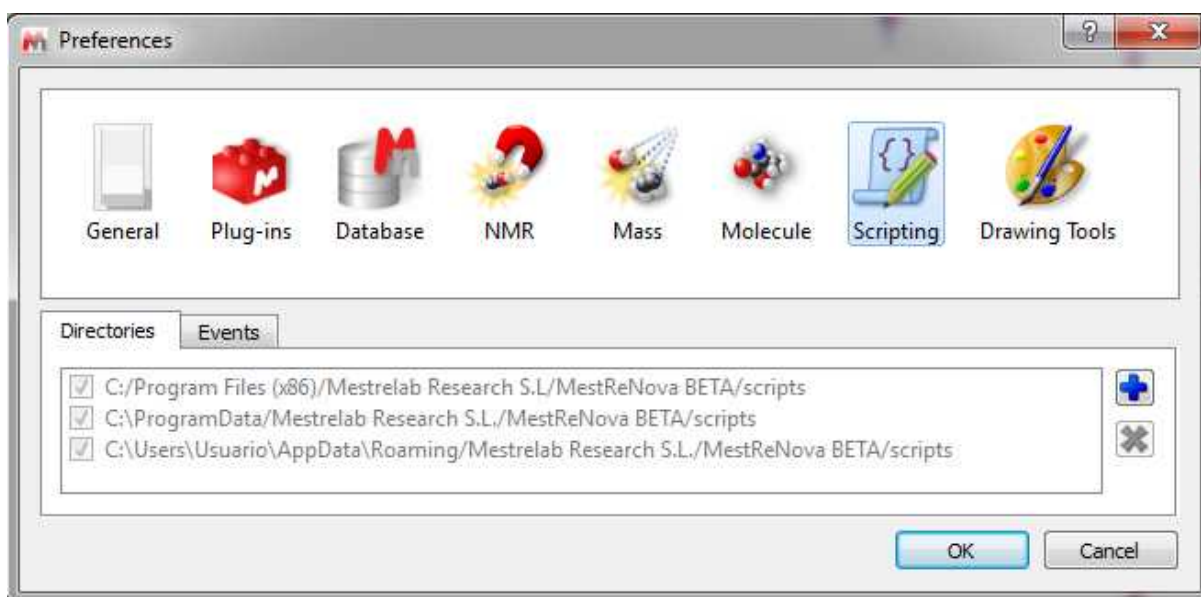 Preferences
General Plug-ins Database NMR Mass Molecule Scripting Drawing Tools
Directories Events
C:/Program Files (x86)/Mestrelab Research S.L/MestReNova BETA/scripts
C:\ProgramData/Mestrelab Research S.L./MestReNova BETA/scripts
C:\Users\Usuario\AppData\Roaming/Mestrelab Research S.L./MestReNova BETA/scripts
OK Cancel